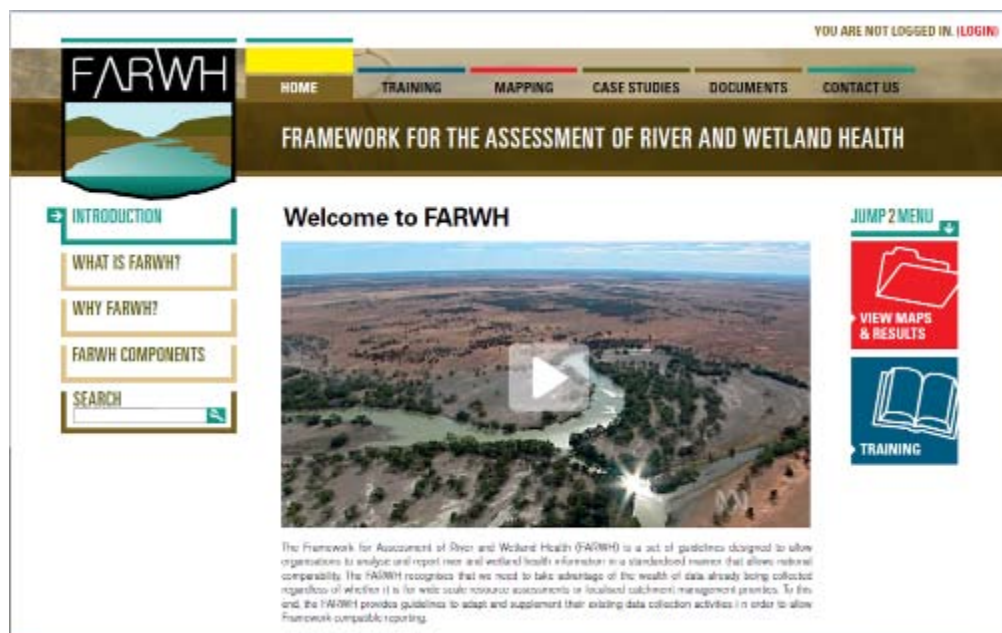 YOU ARE NOT LOGGED IN. (LOGIN)
FARWH
HOME
TRAINING
MAPPING
CASE STUDIES
DOCUMENTS
CONTACT US
FRAMEWORK FOR THE ASSESSMENT OF RIVER AND WETLAND HEALTH
INTRODUCTION
WHAT IS FARWH?
WHY FARWH?
FARWH COMPONENTS
SEARCH
Welcome to FARWH
The Framework for Assessment of River and Wetland Health (FARWH) is a set of guidelines designed to allow
organisations to analyse and report river and wetland health information in a standardised manner that allows national
comparability. The FARWH recognises that we need to take advantage of the wealth of data already being collected
regardless of whether it is for wide scale resource assessments or localised catchment management priorities. To this
end, the FARWH provides guidelines to adapt and supplement their existing data collection activities in order to allow
Framework compatible reporting.
JUMP2MENU
VIEW MAPS
& RESULTS
TRAINING